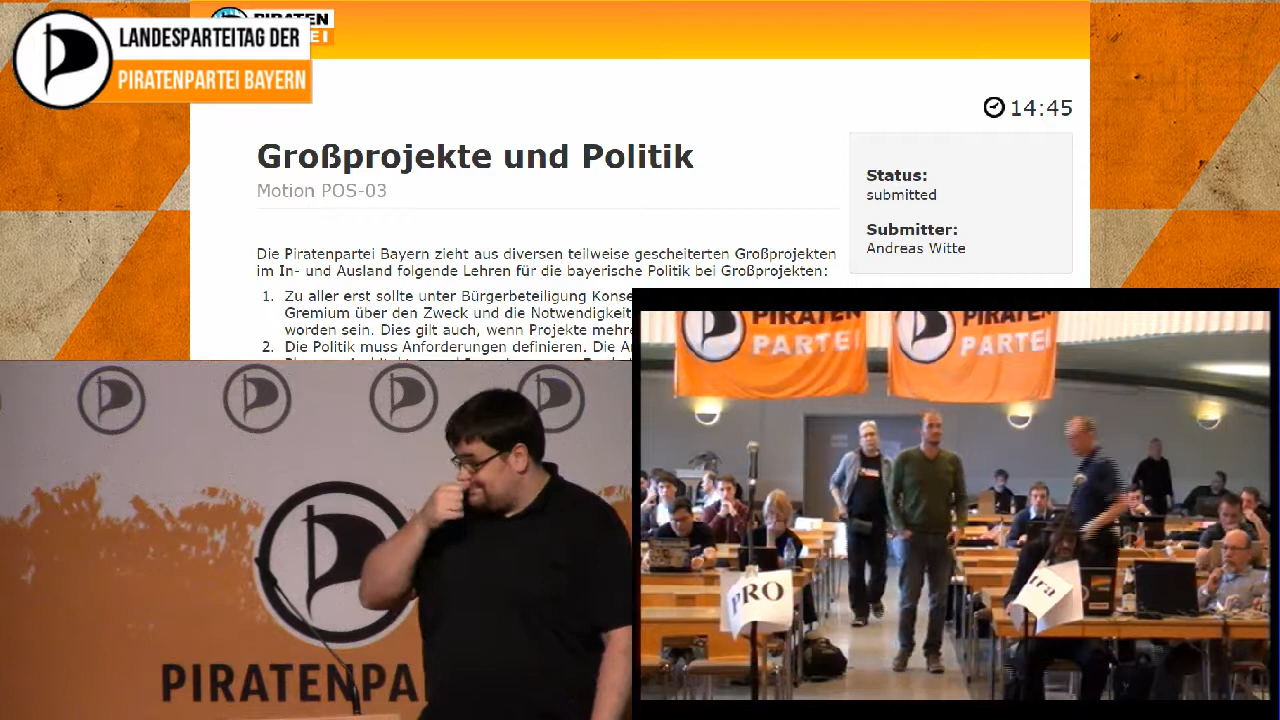 LANDESPARTEITAG DER
PIRATENPARTEI BAYERN
14:45
Großprojekte und Politik
Motion POS-03
Status:
submitted
Submitter:
Andreas Witte
Die Piratenpartei Bayern zieht aus diversen teilweise gescheiterten Großprojekten
im In- und Ausland folgende Lehren für die bayerische Politik bei Großprojekten:
1. Zu aller erst sollte unter Bürgerbeteiligung
Gremium über den Zweck und die Notwendigkeit
worden sein. Dies gilt auch, wenn Projekte
2. Die Politik muss Anforderungen definieren. Die
PIRATENPA
PIRATEN
PARTEI
PIRATEN
PARTEI
PRO